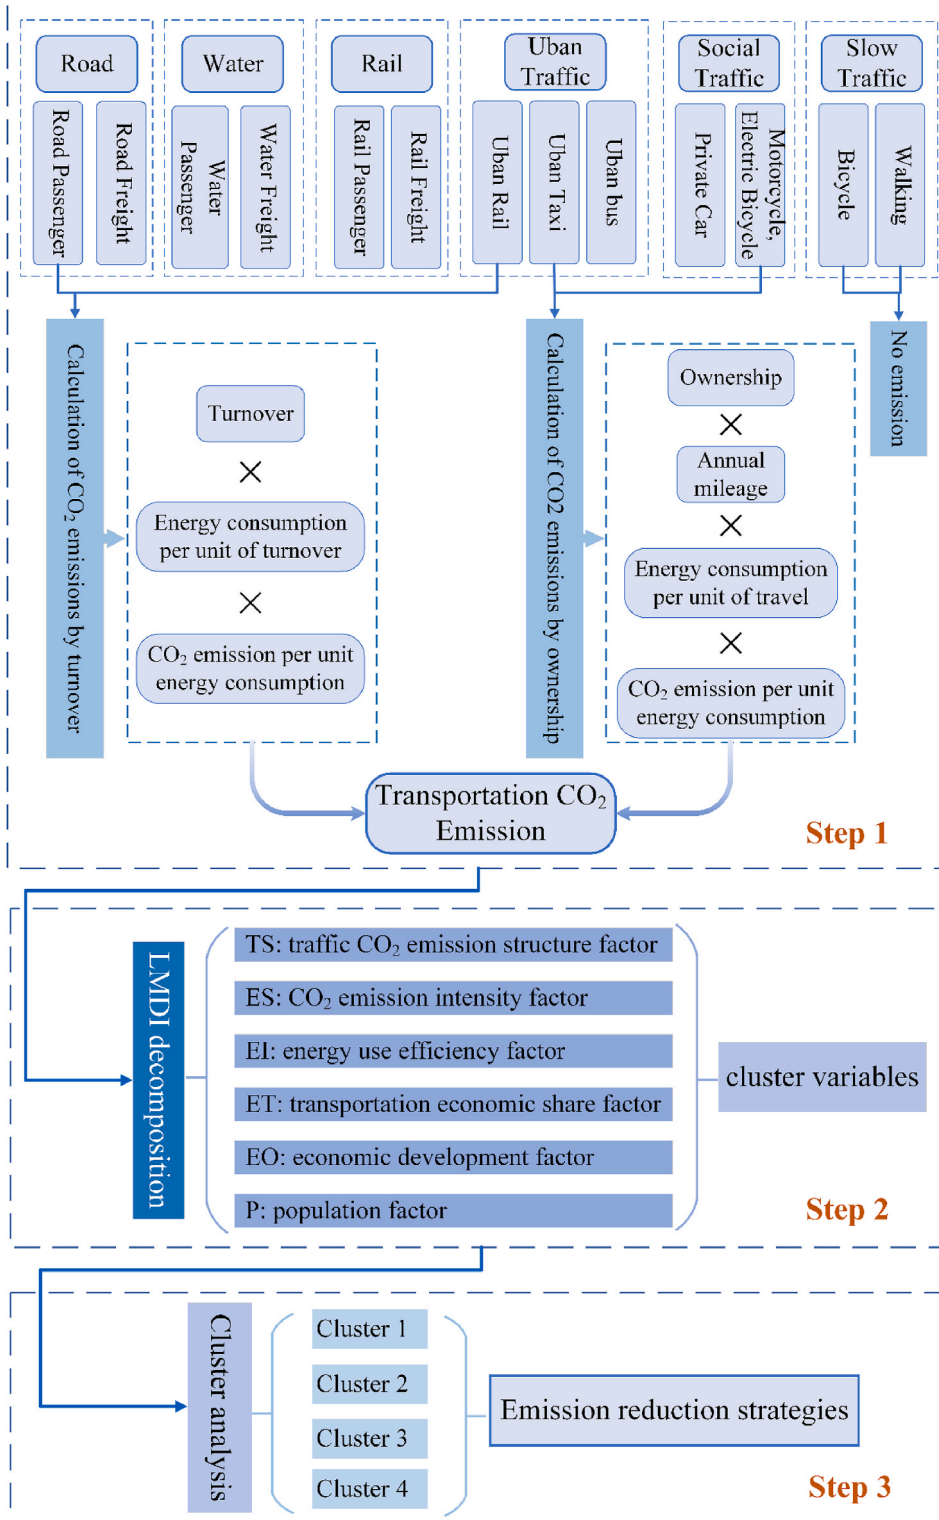 Road
Water
Rail
Uban
Traffic
Social
Traffic
Slow
Traffic
Road Passenger
Road Freight
Water
Passenger
Water Freight
Rail Passenger
Rail Freight
Uban Rail
Uban Taxi
Uban bus
Private Car
Motorcycle,
Electric Bicycle
Bicycle
Walking
Calculation of CO₂ emissions by turnover
Turnover
×
Energy consumption
per unit of turnover
×
CO₂ emission per unit
energy consumption
Calculation of CO2 emissions by ownership
Ownership
×
Annual
mileage
×
Energy consumption
per unit of travel
×
CO₂ emission per unit
energy consumption
No emission
Transportation CO₂
Emission
Step 1
LMDI decomposition
TS: traffic CO₂ emission structure factor
ES: CO₂ emission intensity factor
EI: energy use efficiency factor
ET: transportation economic share factor
EO: economic development factor
P: population factor
cluster variables
Step 2
Cluster analysis
Cluster 1
Cluster 2
Cluster 3
Cluster 4
Emission reduction strategies
Step 3